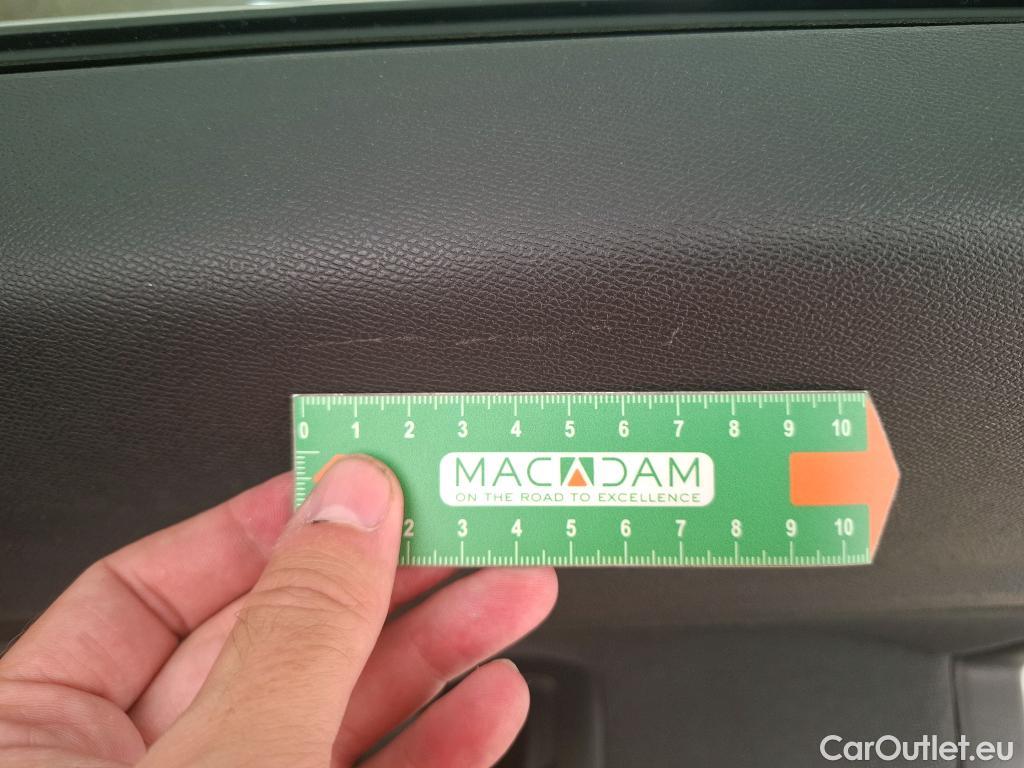 0 1 2 3 4 5 6 7 8 9 10
MACADAM
ON THE ROAD TO EXCELLENCE
2 3 4 5 6 7 8 9 10
CarOutlet.eu